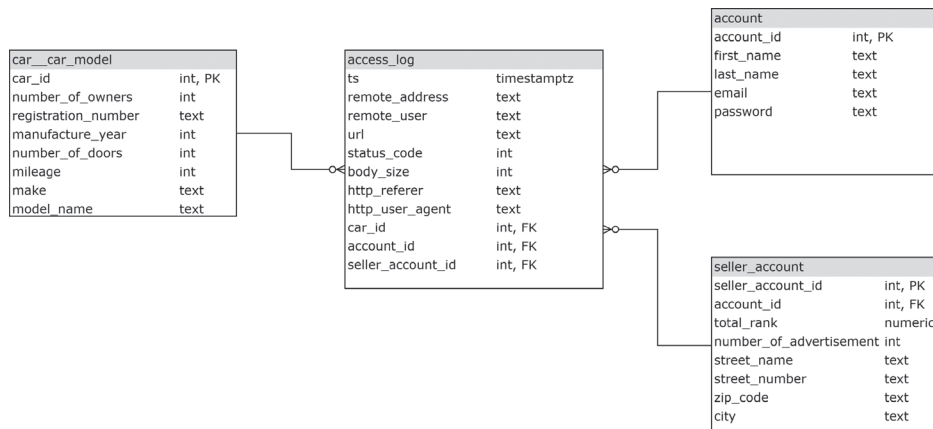 car__car_model
car_id int, PK
number_of_owners int
registration_number text
manufacture_year int
number_of_doors int
mileage int
make text
model_name text
access_log
ts timestamptz
remote_address text
remote_user text
url text
status_code int
body_size int
http_referer text
http_user_agent text
car_id int, FK
account_id int, FK
seller_account_id int, FK
account
account_id int, PK
first_name text
last_name text
email text
password text
seller_account
seller_account_id int, PK
account_id int, FK
total_rank numeric
number_of_advertisement int
street_name text
street_number text
zip_code text
city text